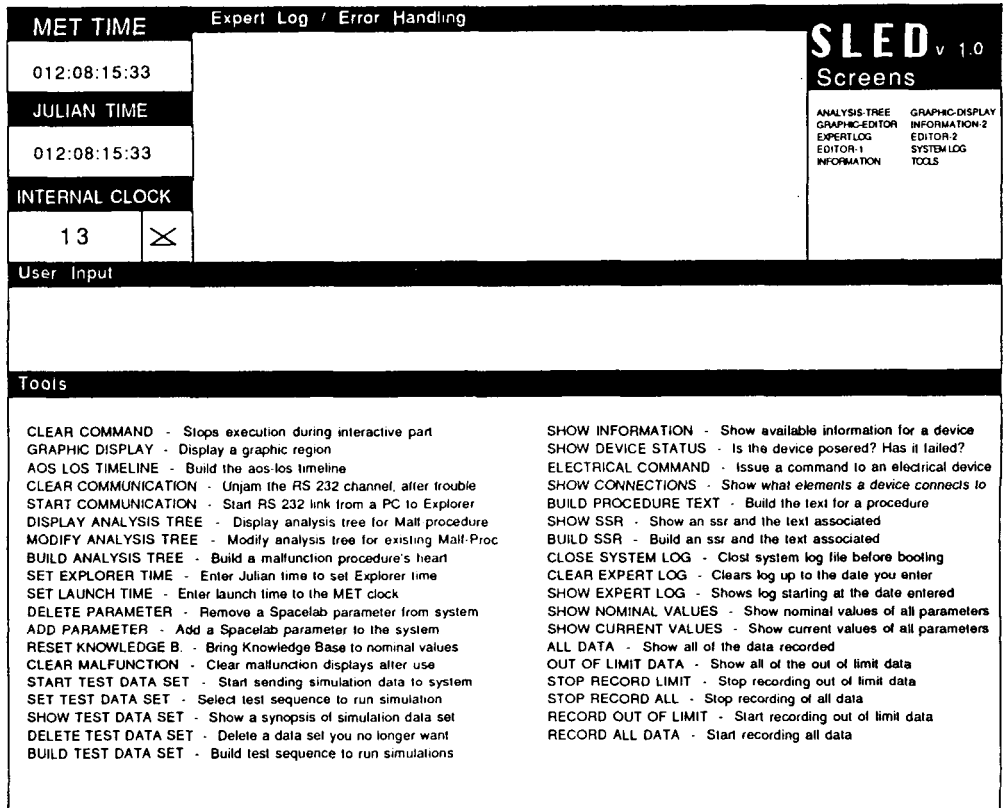 MET TIME
012:08:15:33
JULIAN TIME
012:08:15:33
INTERNAL CLOCK
13
Expert Log / Error Handling
SLED v 1.0
Screens
ANALYSIS-TREE GRAPHIC-DISPLAY
GRAPHIC-EDITOR INFORMATION-2
EXPERT LOG EDITOR-2
EDITOR-1 SYSTEM LOG
INFORMATION TOOLS
User Input
Tools
CLEAR COMMAND - Stops execution during interactive part
GRAPHIC DISPLAY - Display a graphic region
AOS LOS TIMELINE - Build the aos-los timeline
CLEAR COMMUNICATION - Unjam the RS 232 channel, after trouble
START COMMUNICATION - Start RS 232 link from a PC to Explorer
DISPLAY ANALYSIS TREE - Display analysis tree for Malf procedure
MODIFY ANALYSIS TREE - Modify analysis tree for existing Malf-Proc
BUILD ANALYSIS TREE - Build a malfunction procedure's heart
SET EXPLORER TIME - Enter Julian time to set Explorer time
SET LAUNCH TIME - Enter launch time to the MET clock
DELETE PARAMETER - Remove a Spacelab parameter from system
ADD PARAMETER - Add a Spacelab parameter to the system
RESET KNOWLEDGE B. - Bring Knowledge Base to nominal values
CLEAR MALFUNCTION - Clear malfunction displays after use
START TEST DATA SET - Start sending simulation data to system
SET TEST DATA SET - Select test sequence to run simulation
SHOW TEST DATA SET - Show a synopsis of simulation data set
DELETE TEST DATA SET - Delete a data set you no longer want
BUILD TEST DATA SET - Build test sequence to run simulations
SHOW INFORMATION - Show available information for a device
SHOW DEVICE STATUS - Is the device posered? Has it failed?
ELECTRICAL COMMAND - Issue a command to an electrical device
SHOW CONNECTIONS - Show what elements a device connects to
BUILD PROCEDURE TEXT - Build the text for a procedure
SHOW SSR - Show an ssr and the text associated
BUILD SSR - Build an ssr and the text associated
CLOSE SYSTEM LOG - Clost system log file before booting
CLEAR EXPERT LOG - Clears log up to the date you enter
SHOW EXPERT LOG - Shows log starting at the date entered
SHOW NOMINAL VALUES - Show nominal values of all parameters
SHOW CURRENT VALUES - Show current values of all parameters
ALL DATA - Show all of the data recorded
OUT OF LIMIT DATA - Show all of the out of limit data
STOP RECORD LIMIT - Stop recording out of limit data
STOP RECORD ALL - Stop recording of all data
RECORD OUT OF LIMIT - Start recording out of limit data
RECORD ALL DATA - Start recording all data